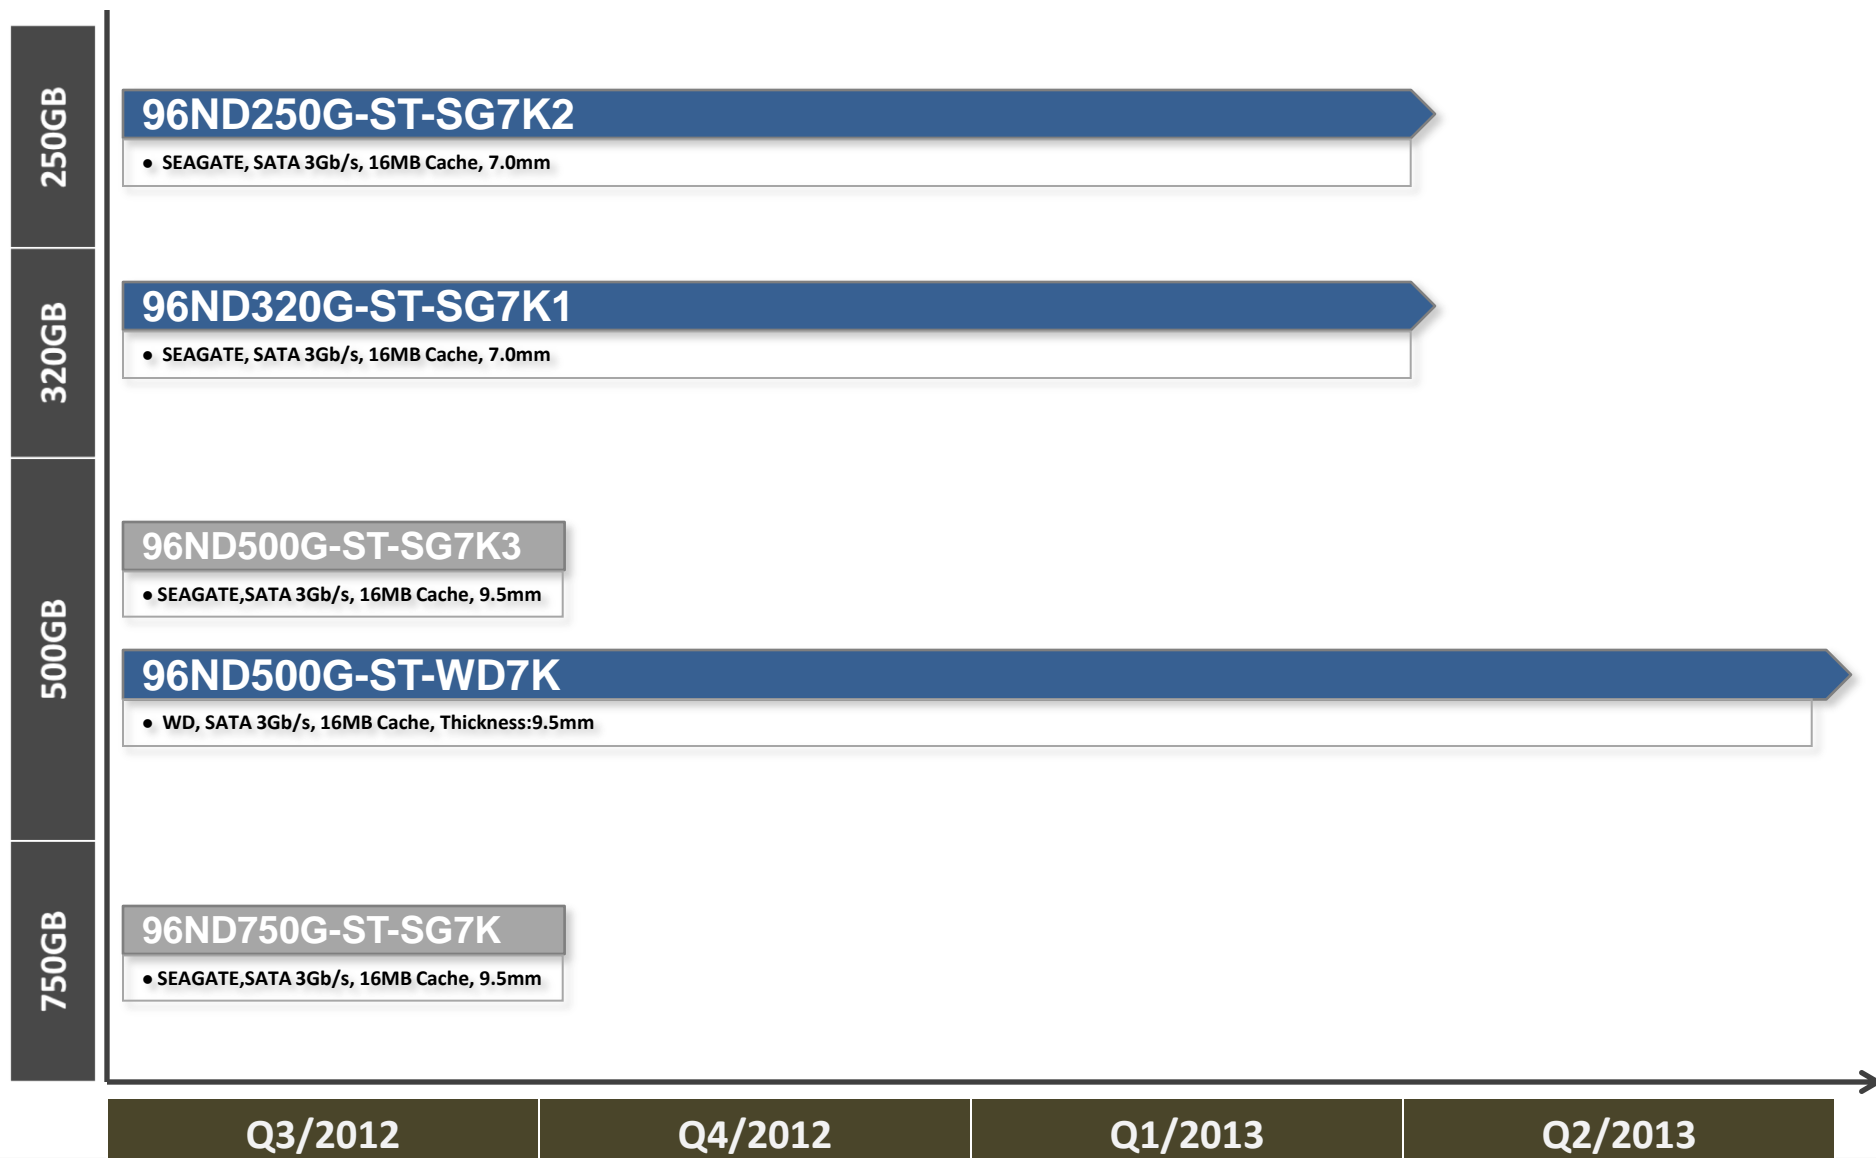 250GB
96ND250G-ST-SG7K2
● SEAGATE, SATA 3Gb/s, 16MB Cache, 7.0mm
320GB
96ND320G-ST-SG7K1
● SEAGATE, SATA 3Gb/s, 16MB Cache, 7.0mm
500GB
96ND500G-ST-SG7K3
● SEAGATE,SATA 3Gb/s, 16MB Cache, 9.5mm
96ND500G-ST-WD7K
● WD, SATA 3Gb/s, 16MB Cache, Thickness:9.5mm
750GB
96ND750G-ST-SG7K
● SEAGATE,SATA 3Gb/s, 16MB Cache, 9.5mm
Q3/2012 Q4/2012 Q1/2013 Q2/2013